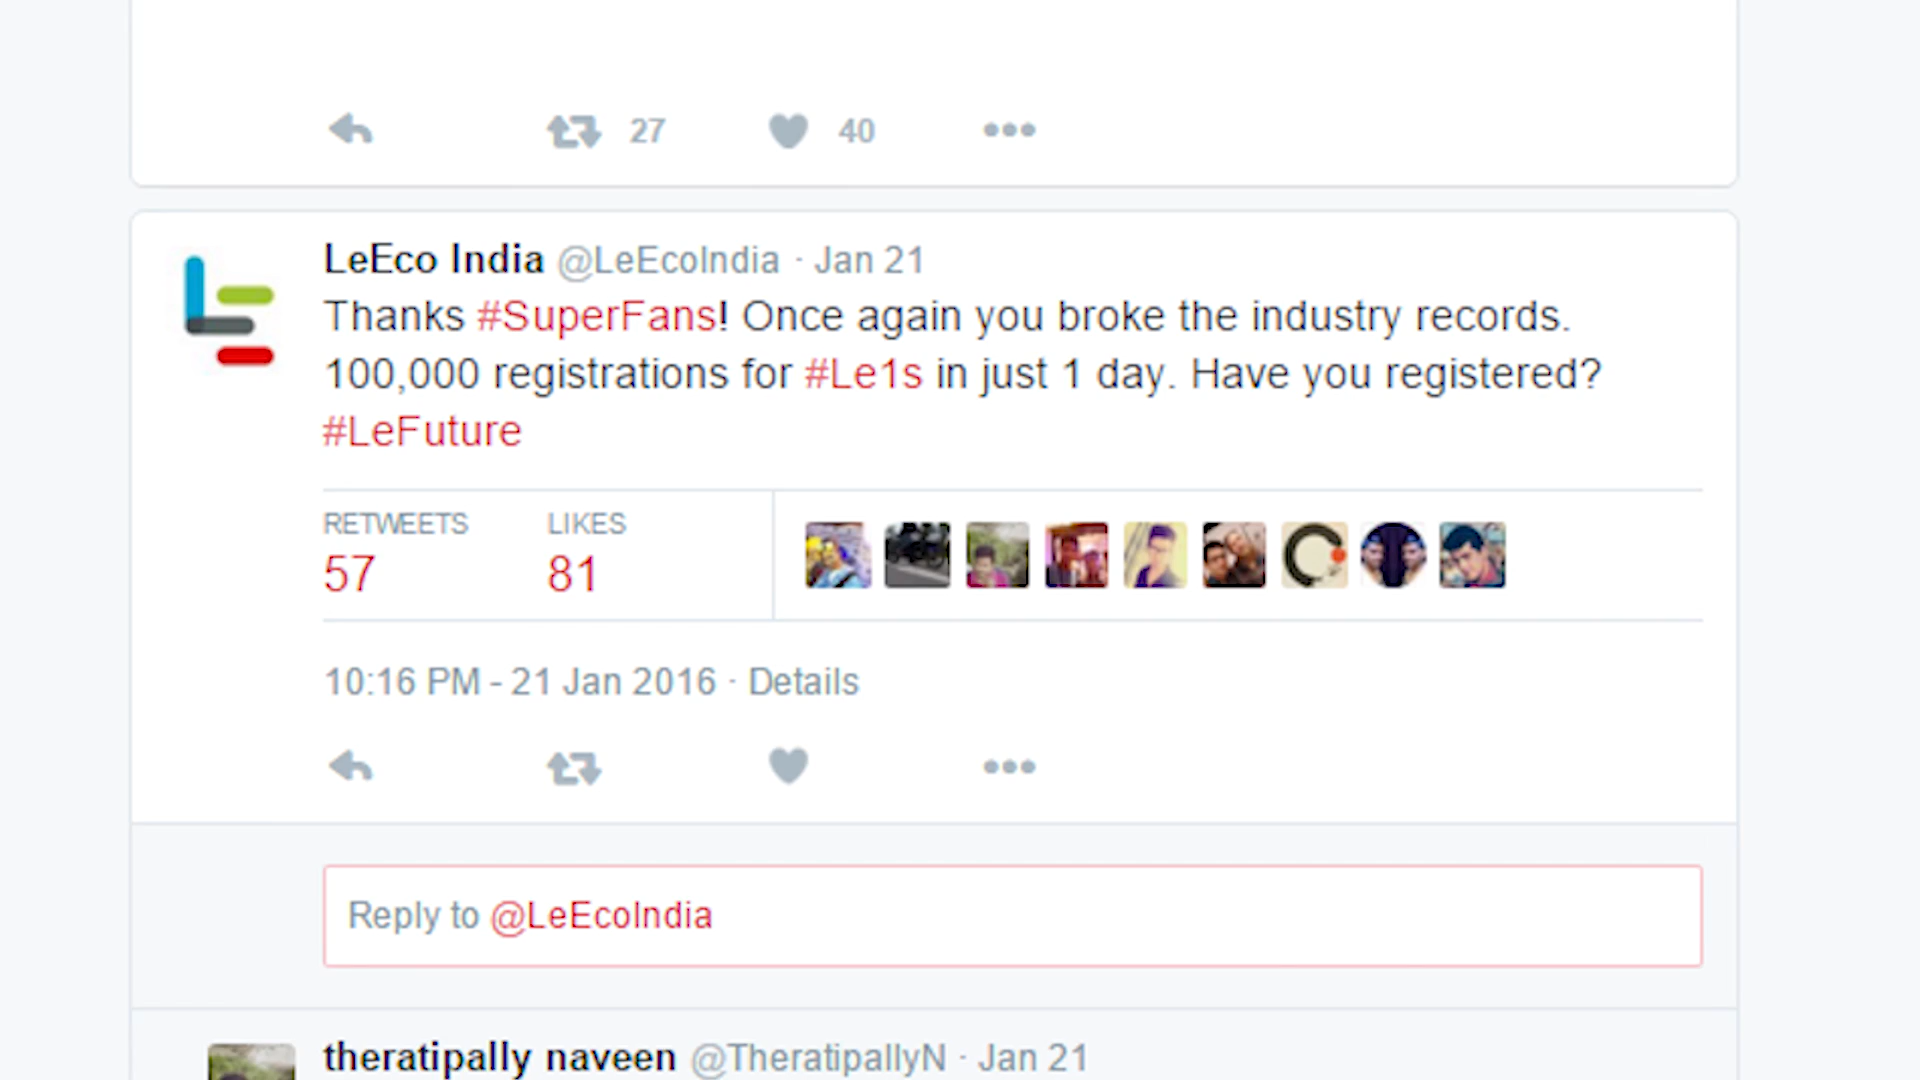 27 40
LeEco India @LeEcoIndia · Jan 21
Thanks #SuperFans! Once again you broke the industry records.
100,000 registrations for #Le1s in just 1 day. Have you registered?
#LeFuture
RETWEETS LIKES
57 81
10:16 PM - 21 Jan 2016 · Details
Reply to @LeEcoIndia
theratipally naveen @TheratipallyN · Jan 21